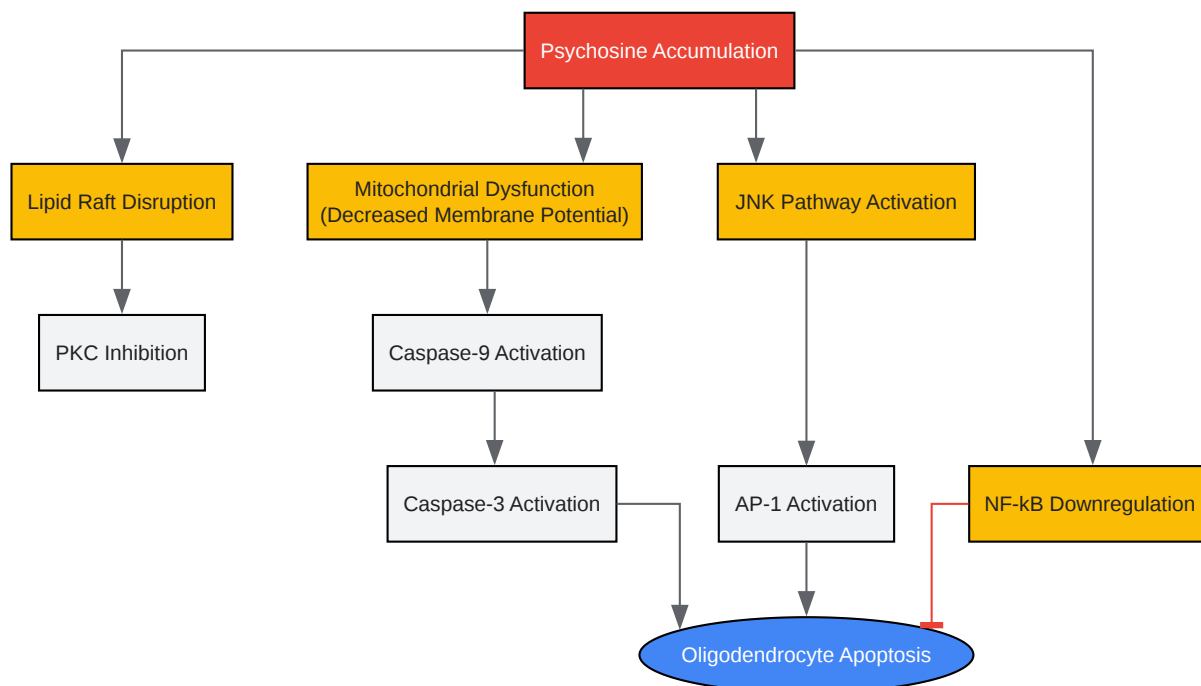 Psychosine Accumulation
Lipid Raft Disruption
Mitochondrial Dysfunction
(Decreased Membrane Potential)
JNK Pathway Activation
PKC Inhibition
Caspase-9 Activation
Caspase-3 Activation
AP-1 Activation
NF-kB Downregulation
Oligodendrocyte Apoptosis